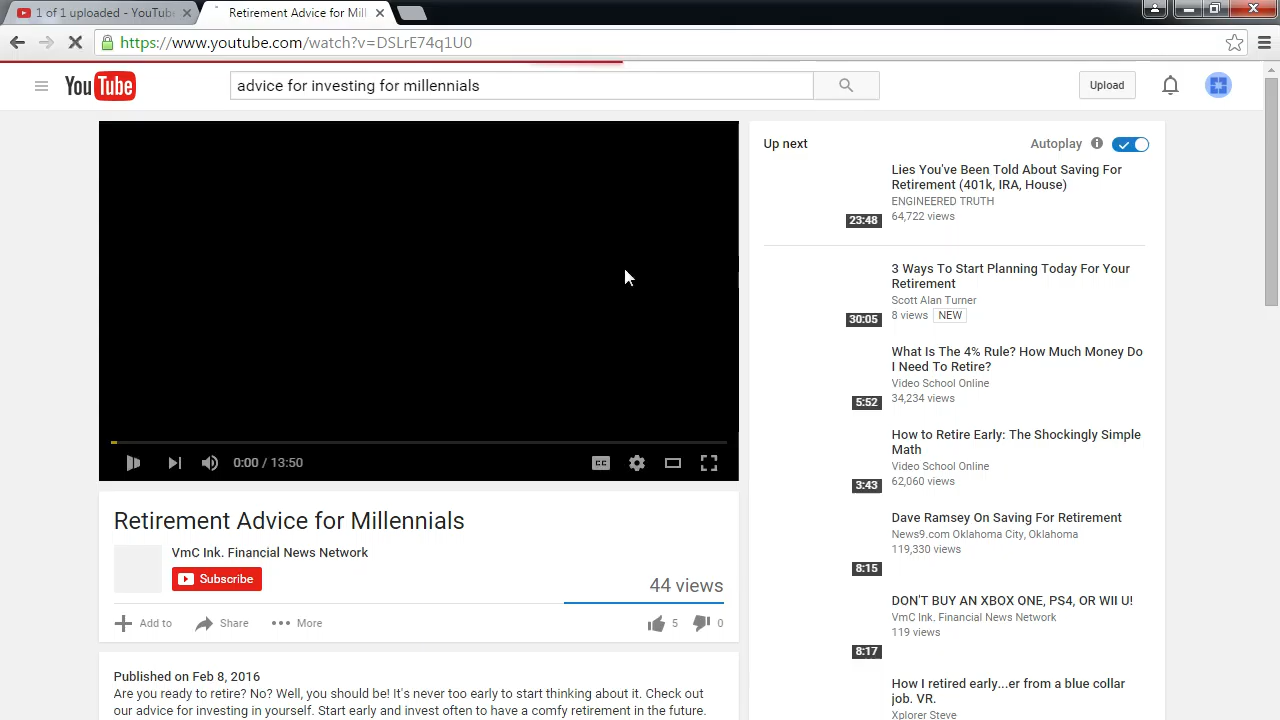 1 of 1 uploaded - YouTub
Retirement Advice for Mill
https://www.youtube.com/watch?v=DSLrE74q1U0
YouTube
advice for investing for millennials
Upload
Up next
Autoplay
Lies You've Been Told About Saving For
Retirement (401k, IRA, House)
ENGINEERED TRUTH
23:48
64,722 views
3 Ways To Start Planning Today For Your
Retirement
Scott Alan Turner
30:05
8 views NEW
What Is The 4% Rule? How Much Money Do
I Need To Retire?
Video School Online
5:52
34,234 views
How to Retire Early: The Shockingly Simple
Math
Video School Online
3:43
62,060 views
Dave Ramsey On Saving For Retirement
News9.com Oklahoma City, Oklahoma
119,330 views
8:15
DON'T BUY AN XBOX ONE, PS4, OR WII U!
VmC Ink. Financial News Network
119 views
8:17
How I retired early...er from a blue collar
job. VR.
Xplorer Steve
CC
0:00 / 13:50
Retirement Advice for Millennials
VmC Ink. Financial News Network
Subscribe
44 views
Add to
Share
More
5
0
Published on Feb 8, 2016
Are you ready to retire? No? Well, you should be! It's never too early to start thinking about it. Check out
our advice for investing in yourself. Start early and invest often to have a comfy retirement in the future.